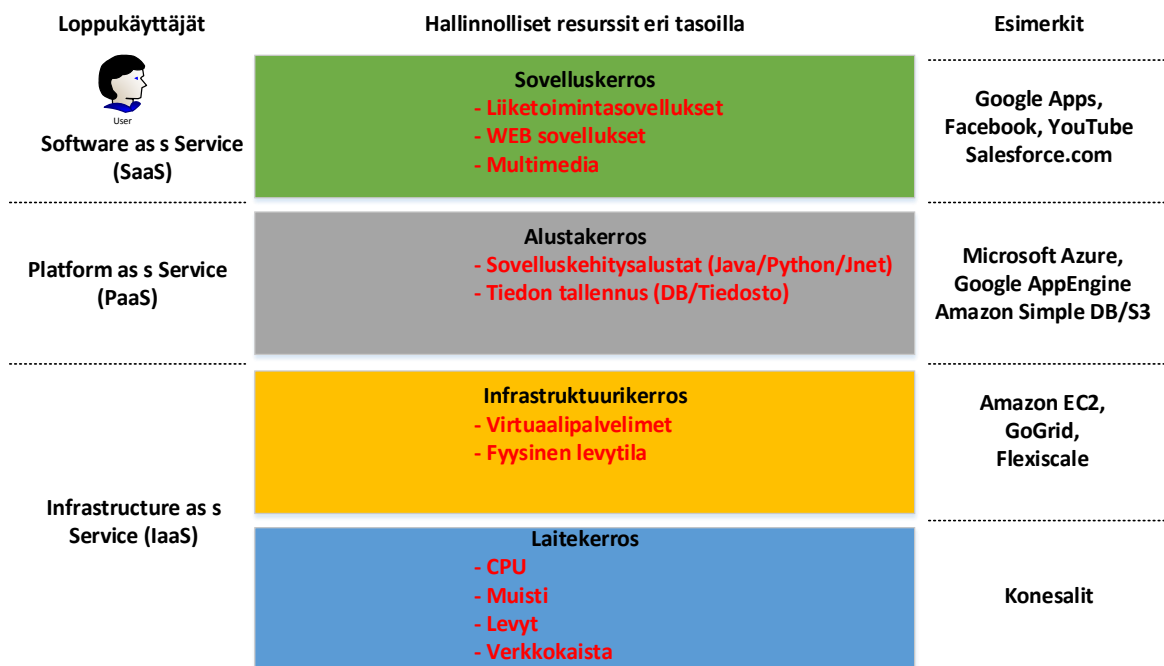 Loppukäyttäjät
Hallinnolliset resurssit eri tasoilla
Esimerkit
User
Software as s Service
(SaaS)
Sovelluskerros
- Liiketoimintasovellukset
- WEB sovellukset
- Multimedia
Google Apps,
Facebook, YouTube
Salesforce.com
Platform as s Service
(PaaS)
Alustakerros
- Sovelluskehitysalustat (Java/Python/Jnet)
- Tiedon tallennus (DB/Tiedosto)
Microsoft Azure,
Google AppEngine
Amazon Simple DB/S3
Infrastructure as s
Service (IaaS)
Infrastruktuurikerros
- Virtuaalipalvelimet
- Fyysinen levytila
Amazon EC2,
GoGrid,
Flexiscale
Laitekerros
- CPU
- Muisti
- Levyt
- Verkkokaista
Konesalit